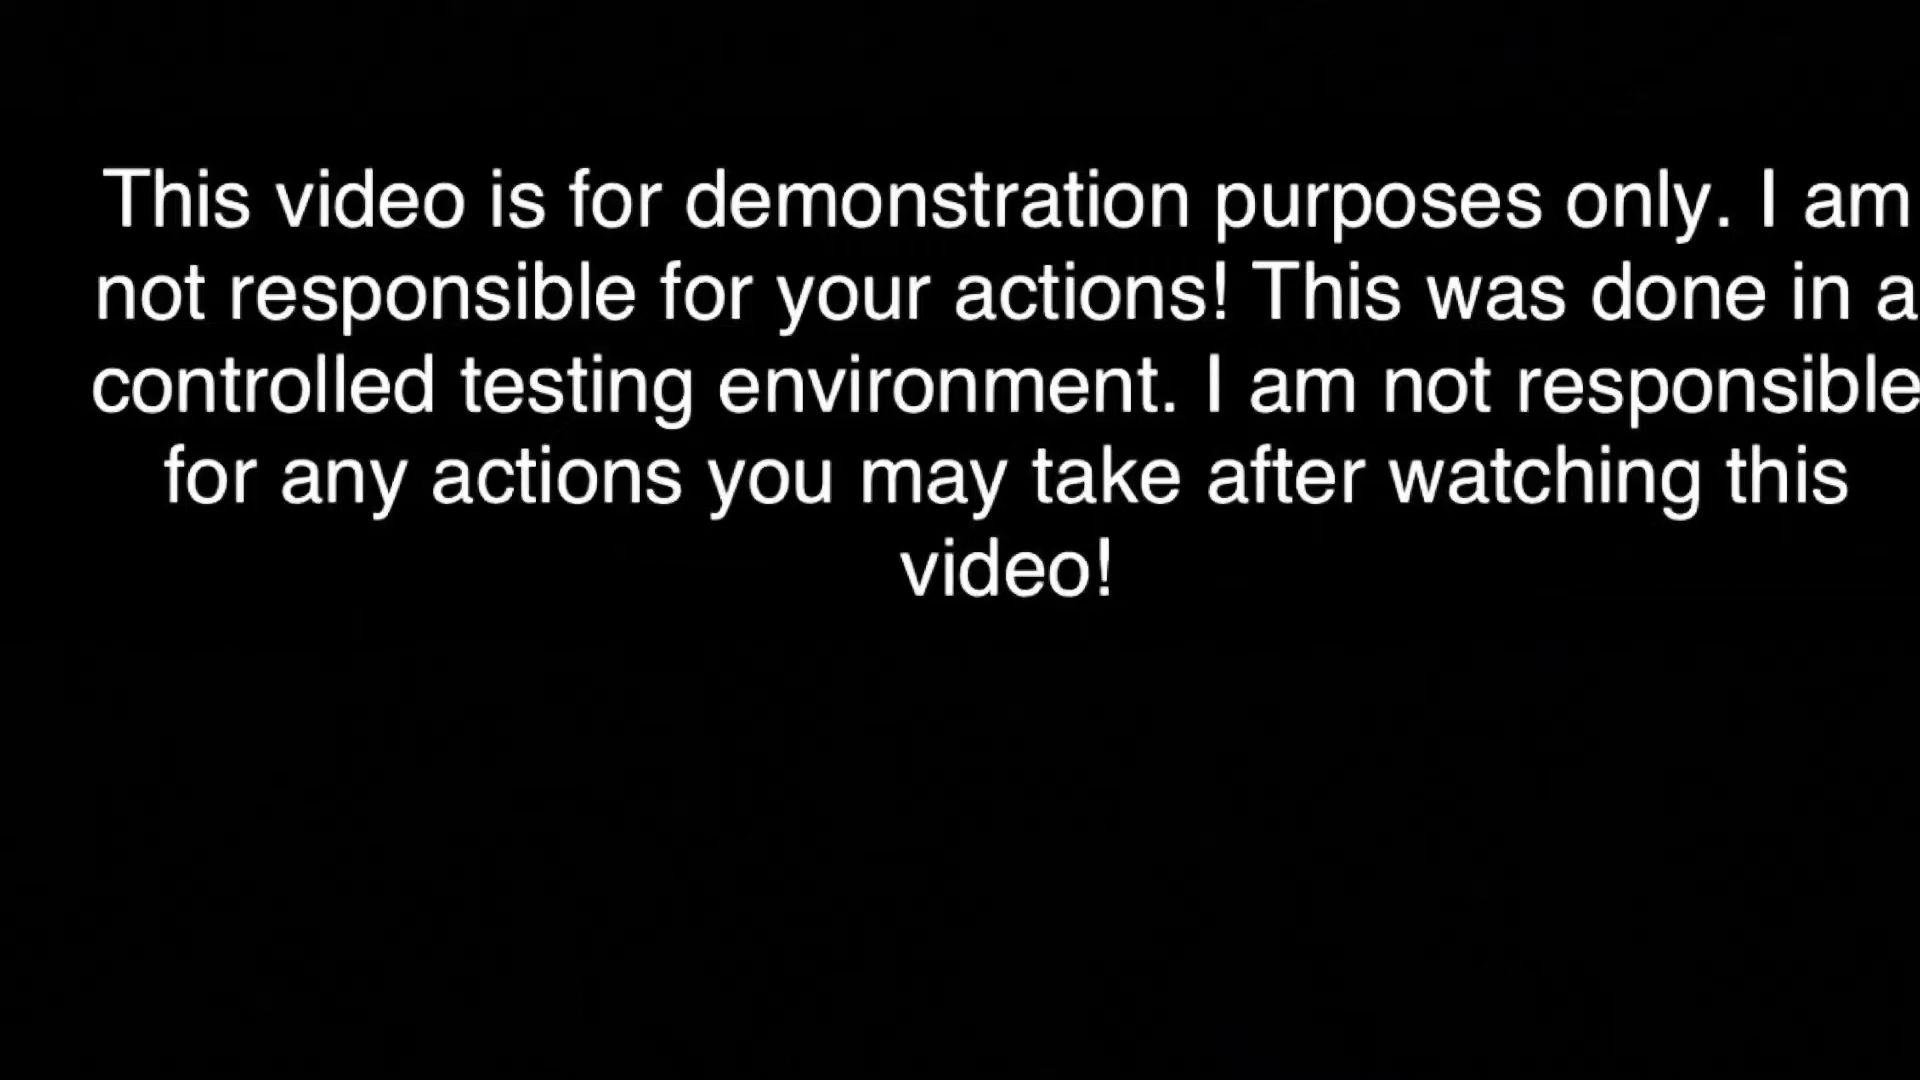 This video is for demonstration purposes only. I am
not responsible for your actions! This was done in a
controlled testing environment. I am not responsible
for any actions you may take after watching this
video!